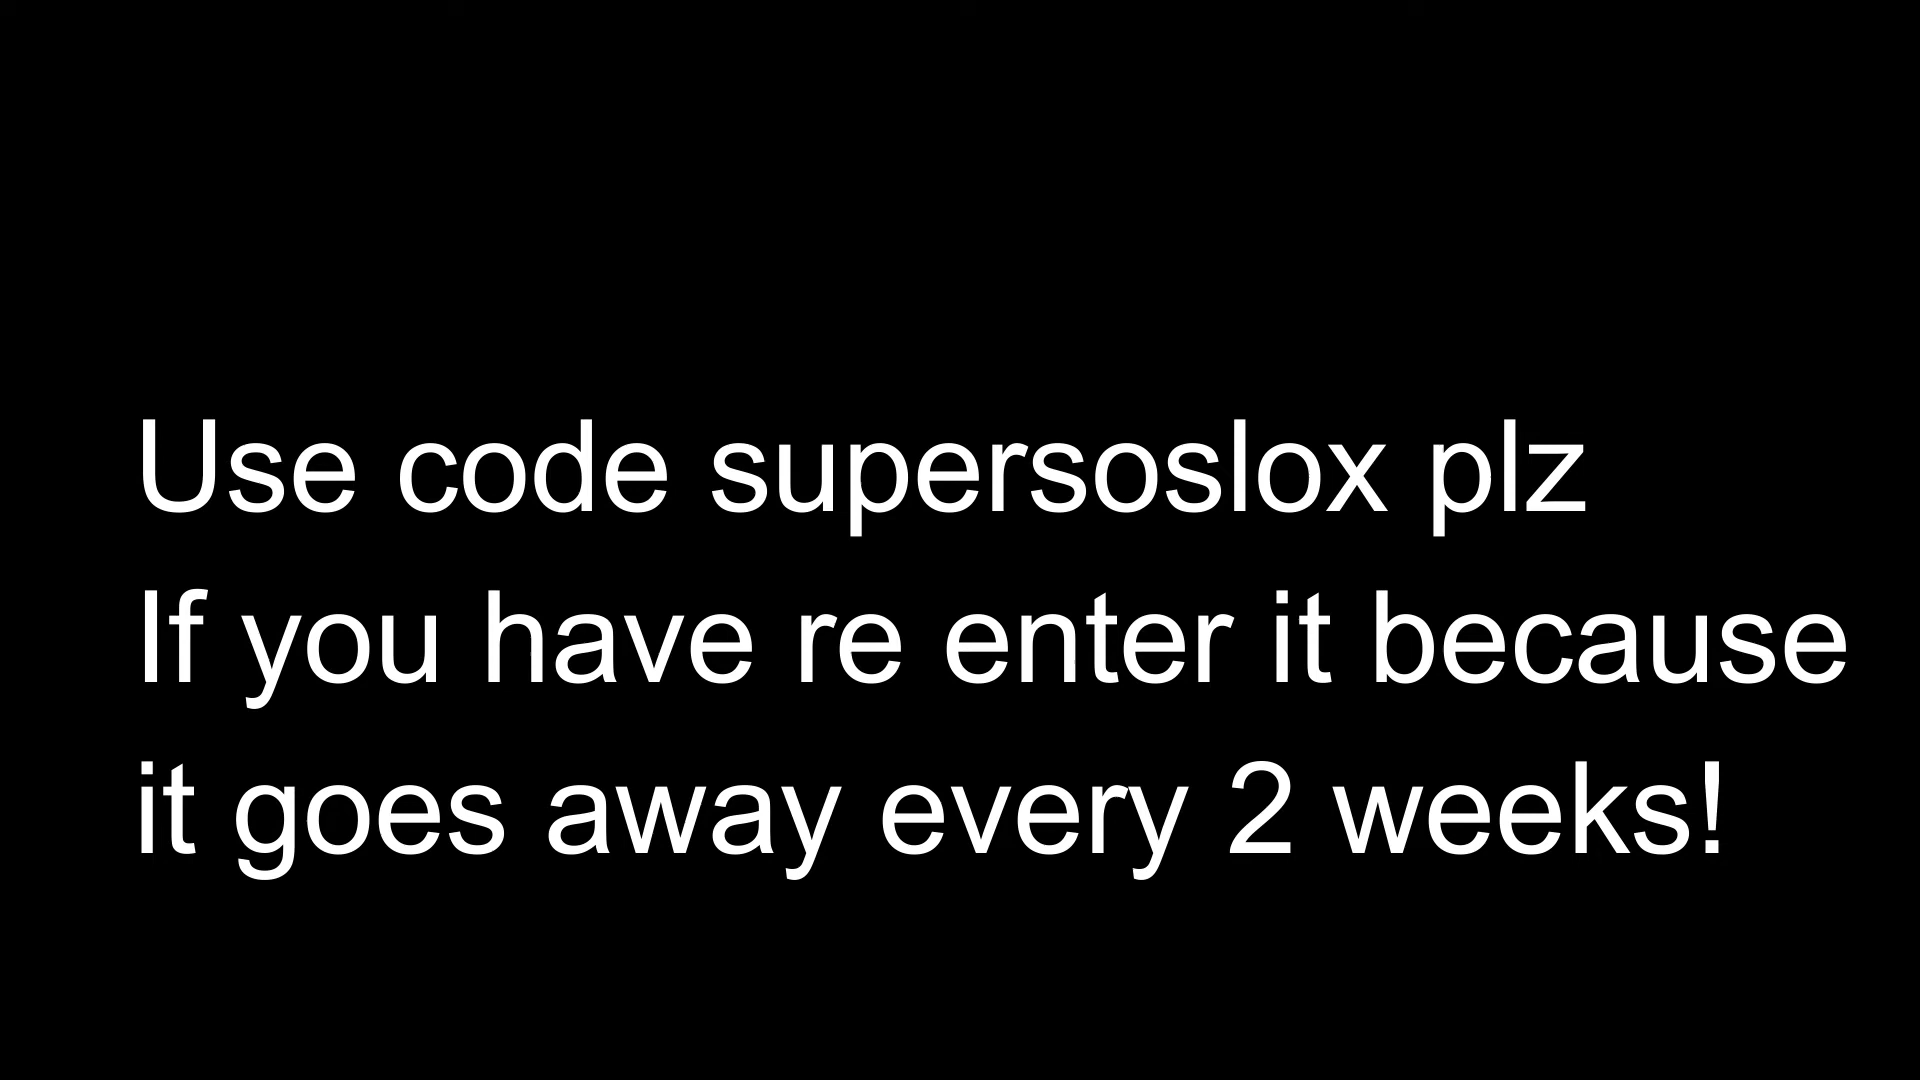 Use code supersoslox plz
If you have re enter it because
it goes away every 2 weeks!